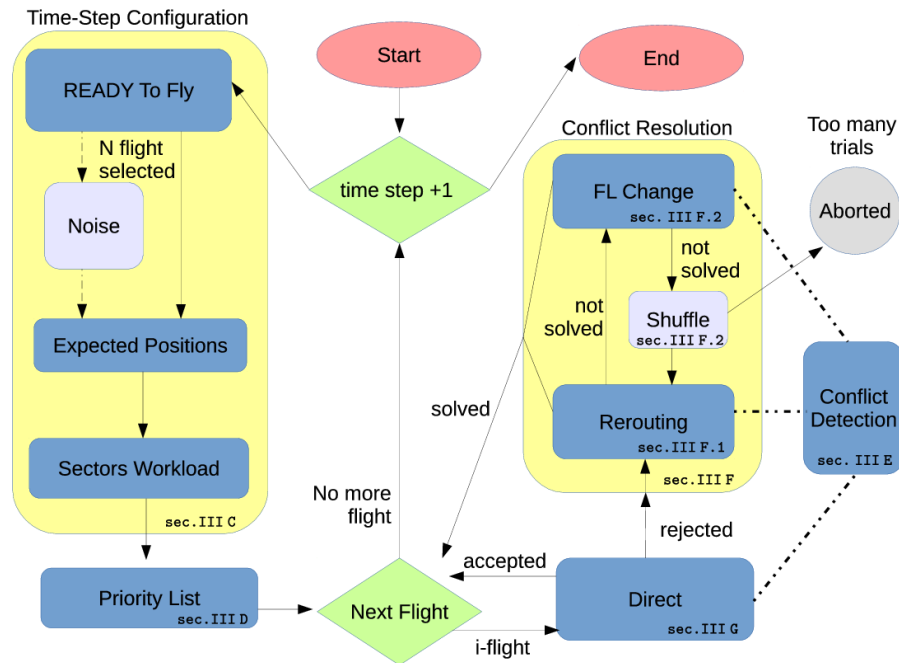 Time-Step Configuration
READY To Fly
N flight
selected
Noise
Expected Positions
Sectors Workload
sec.III C
Priority List
sec.III D
Start
End
time step +1
No more
flight
Next Flight
i-flight
accepted
solved
Conflict Resolution
FL Change
sec. III F.2
not
solved
not
solved
Shuffle
sec.III F.2
Rerouting
sec.III F.1
sec.III F
rejected
Direct
sec.III G
Too many
trials
Aborted
Conflict
Detection
sec. III E